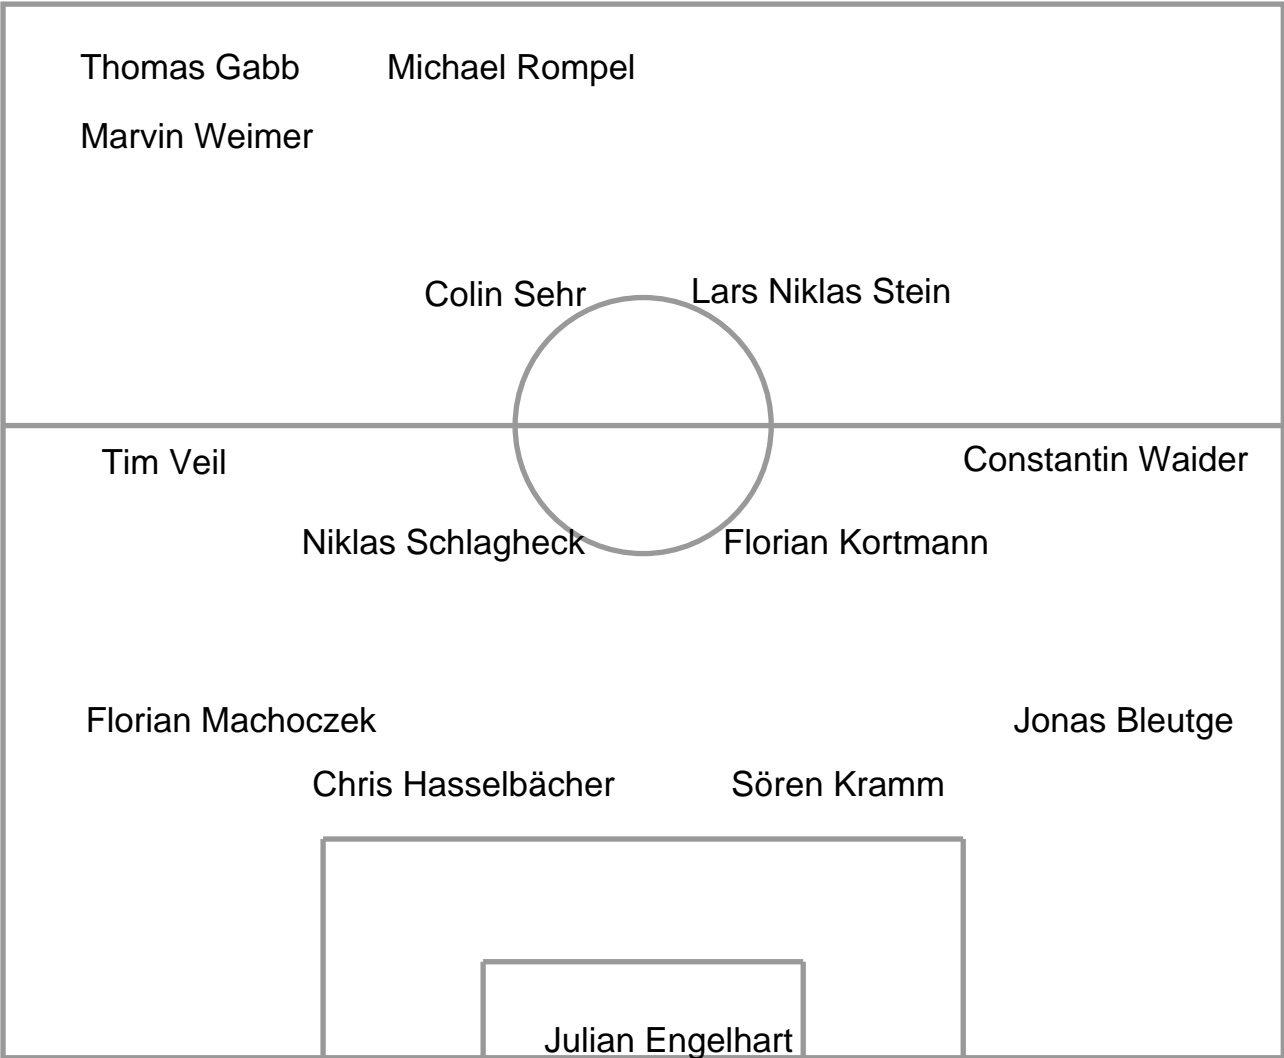 Thomas Gabb Michael Rompel
Marvin Weimer
Colin Sehr Lars Niklas Stein
Tim Veil Constantin Waider
Niklas Schlagheck Florian Kortmann
Florian Machoczek Jonas Bleutge
Chris Hasselbächer Sören Kramm
Julian Engelhart